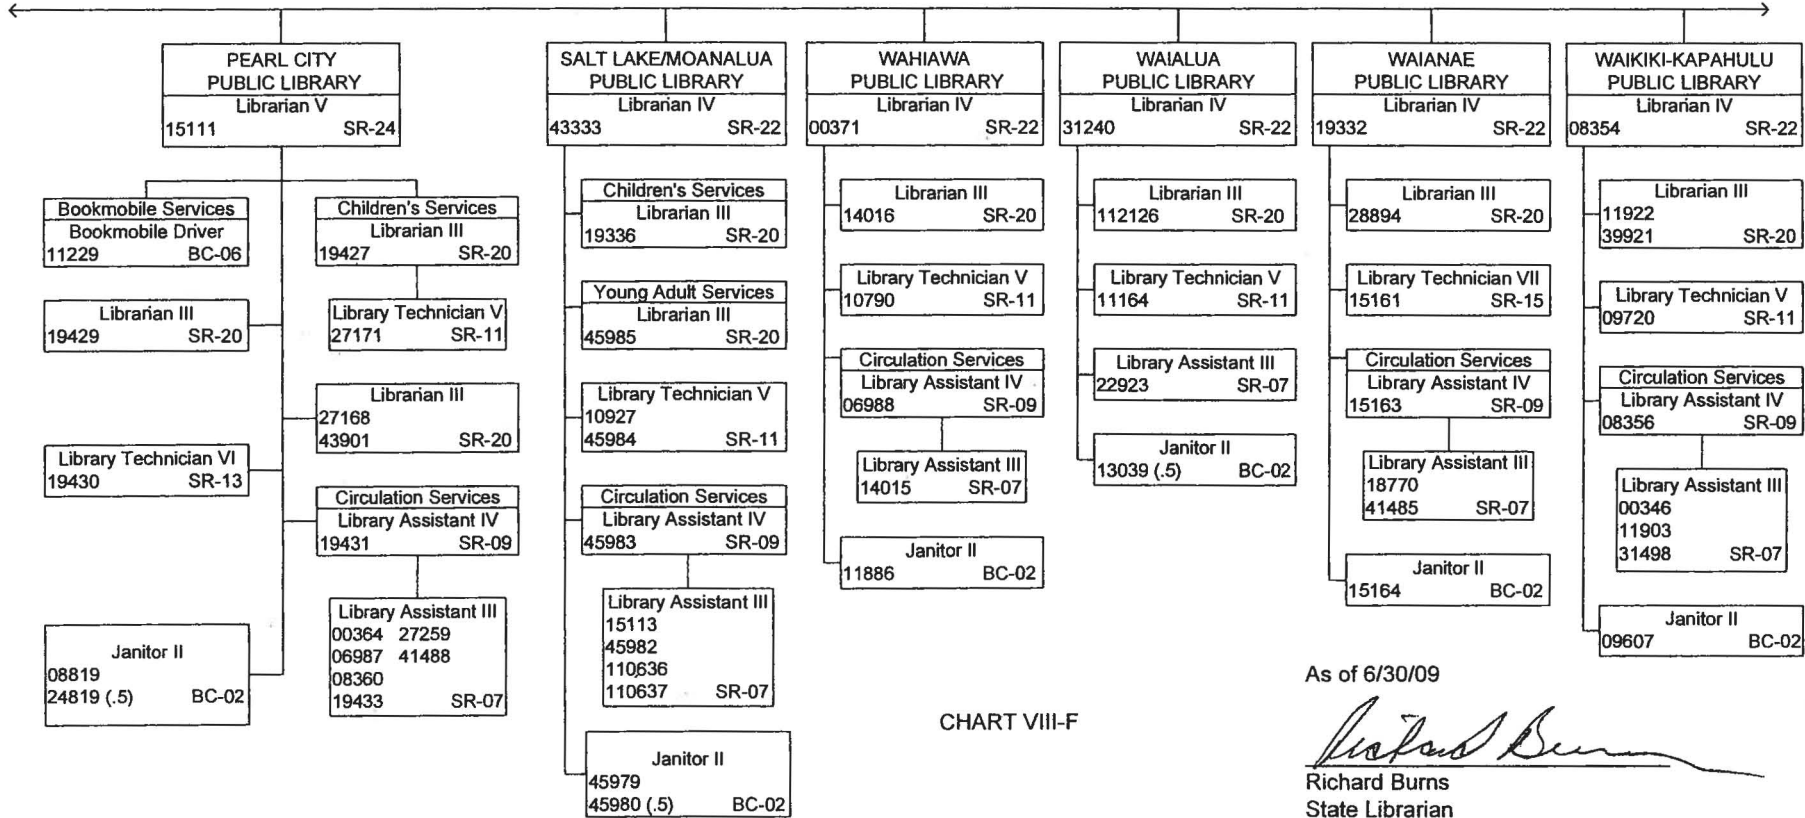 PEARL CITY
PUBLIC LIBRARY
Librarian V
15111 SR-24
Bookmobile Services
Bookmobile Driver
11229 BC-06
Children's Services
Librarian III
19427 SR-20
Library Technician V
27171 SR-11
Librarian III
19429 SR-20
Librarian III
27168
43901 SR-20
Library Technician VI
19430 SR-13
Circulation Services
Library Assistant IV
19431 SR-09
Library Assistant III
00364 27259
06987 41488
08360
19433 SR-07
Janitor II
08819
24819 (.5) BC-02
SALT LAKE/MOANALUA
PUBLIC LIBRARY
Librarian IV
43333 SR-22
Children's Services
Librarian III
19336 SR-20
Young Adult Services
Librarian III
45985 SR-20
Library Technician V
10927
45984 SR-11
Circulation Services
Library Assistant IV
45983 SR-09
Library Assistant III
15113
45982
110636
110637 SR-07
Janitor II
45979
45980 (.5) BC-02
WAHIAWA
PUBLIC LIBRARY
Librarian IV
00371 SR-22
Librarian III
14016 SR-20
Library Technician V
10790 SR-11
Circulation Services
Library Assistant IV
06988 SR-09
Library Assistant III
14015 SR-07
Janitor II
11886 BC-02
WAIALUA
PUBLIC LIBRARY
Librarian IV
31240 SR-22
Librarian III
112126 SR-20
Library Technician V
11164 SR-11
Library Assistant III
22923 SR-07
Janitor II
13039 (.5) BC-02
WAIANAE
PUBLIC LIBRARY
Librarian IV
19332 SR-22
Librarian III
28894 SR-20
Library Technician VII
15161 SR-15
Circulation Services
Library Assistant IV
15163 SR-09
Library Assistant III
18770
41485 SR-07
Janitor II
15164 BC-02
WAIKIKI-KAPAHULU
PUBLIC LIBRARY
Librarian IV
08354 SR-22
Librarian III
11922
39921 SR-20
Library Technician V
09720 SR-11
Circulation Services
Library Assistant IV
08356 SR-09
Library Assistant III
00346
11903
31498 SR-07
Janitor II
09607 BC-02
CHART VIII-F
As of 6/30/09
Richard Burns
Richard Burns
State Librarian